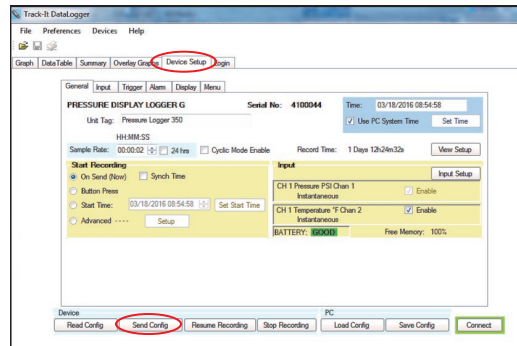 Track-It DataLogger
File Preferences Devices Help
Graph DataTable Summary Overlay Graphs Device Setup Login
General Input Trigger Alarm Display Menu
PRESSURE DISPLAY LOGGER G Serial No: 4100044 Time: 03/18/2016 08:54:58
Unit Tag: Pressure Logger 350 Use PC System Time Set Time
HH:MM:SS
Sample Rate: 00:00:02 24 hrs Cyclic Mode Enable Record Time: 1 Days 12h24m32s View Setup
Start Recording Input
On Send (Now) Synch Time Input Setup
Button Press CH 1 Pressure PSI Chan 1 Enable
Instantaneous
Start Time: 03/18/2016 08:54:58 Set Start Time
CH 1 Temperature °F Chan 2 Enable
Advanced ---- Setup Instantaneous
BATTERY: GOOD Free Memory: 100%
Device PC
Read Config Send Config Resume Recording Stop Recording Load Config Save Config Connect